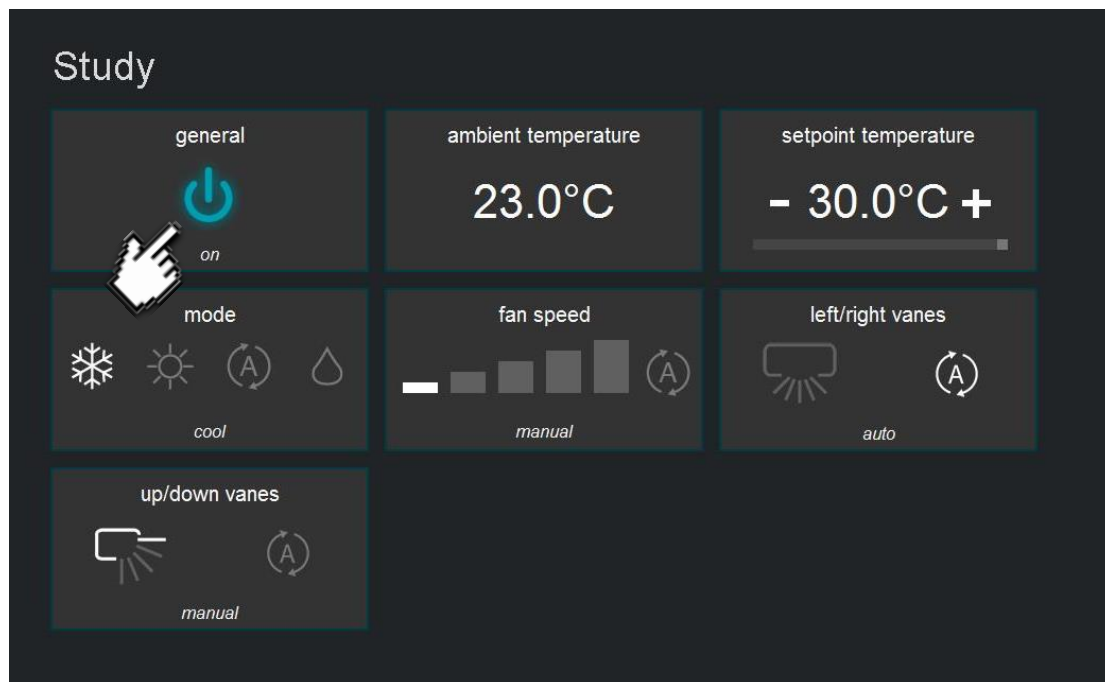 Study
general
on
ambient temperature
23.0°C
setpoint temperature
- 30.0°C +
mode
A
cool
fan speed
A
manual
left/right vanes
A
auto
up/down vanes
A
manual